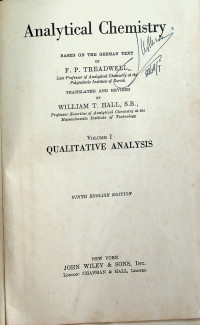 Analytical Chemistry
BASED ON THE GERMAN TEXT
OF
F. P. TREADWELL
Late Professor of Analytical Chemistry at the
Polytechnic Institute of Zurich
TRANSLATED AND REVISED
BY
WILLIAM T. HALL, S.B.,
Professor Emeritus of Analytical Chemistry at the
Massachusetts Institute of Technology
VOLUME I
QUALITATIVE ANALYSIS
NINTH ENGLISH EDITION
NEW YORK
JOHN WILEY & SONS, INC.
LONDON: CHAPMAN & HALL, LIMITED